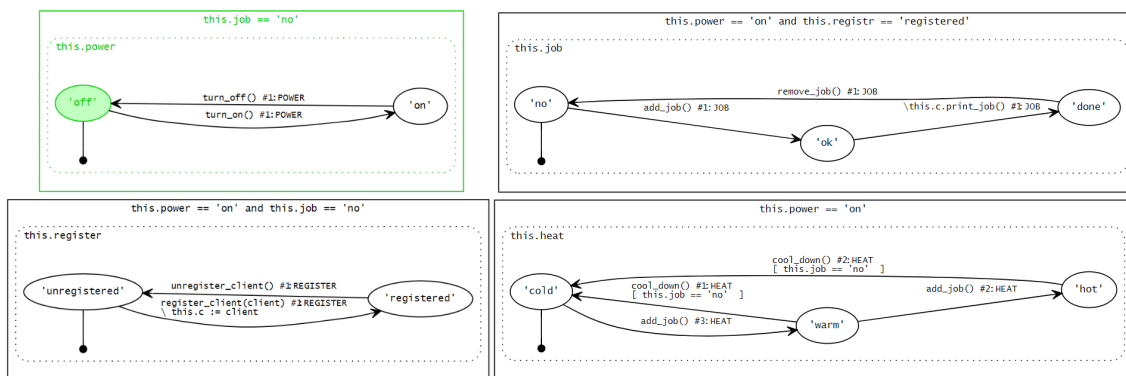 this.job == 'no'
this.power
'off'
turn_off() #1:POWER
turn_on() #1:POWER
'on'
this.power == 'on' and this.registr == 'registered'
this.job
'no'
remove_job() #1:JOB
add_job() #1:JOB
\this.c.print_job() #1:JOB
'done'
'ok'
this.power == 'on' and this.job == 'no'
this.register
'unregistered'
unregister_client() #1:REGISTER
register_client(client) #1:REGISTER
\ this.c := client
'registered'
this.power == 'on'
this.heat
'cold'
cool_down() #2:HEAT
[ this.job == 'no' ]
cool_down() #1:HEAT
[ this.job == 'no' ]
add_job() #2:HEAT
'hot'
add_job() #3:HEAT
'warm'